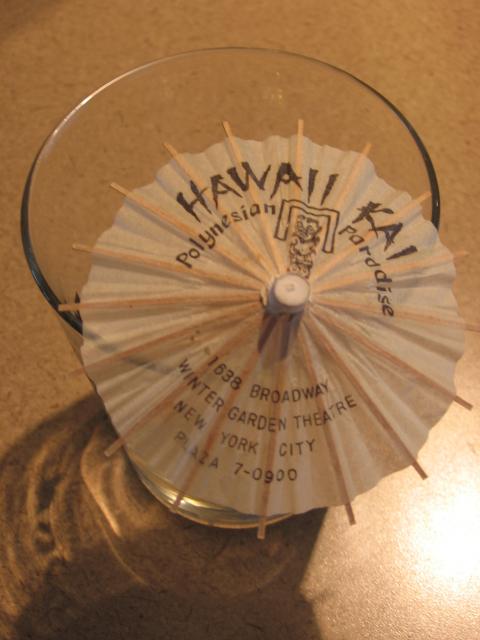 HAWAII KAI
Polynesian Paradise
1638 BROADWAY
WINTER GARDEN THEATRE
NEW YORK CITY
PLAZA 7-0900